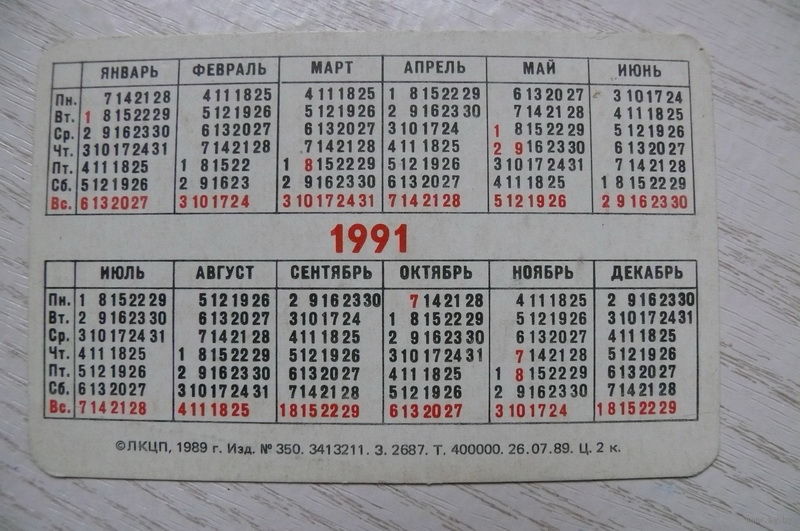 ЯНВАРЬ ФЕВРАЛЬ МАРТ АПРЕЛЬ МАЙ ИЮНЬ
Пн. 7 14 21 28 4 11 18 25 4 11 18 25 1 8 15 22 29 6 13 20 27 3 10 17 24
Вт. 1 8 15 22 29 5 12 19 26 5 12 19 26 2 9 16 23 30 7 14 21 28 4 11 18 25
Ср. 2 9 16 23 30 6 13 20 27 6 13 20 27 3 10 17 24 1 8 15 22 29 5 12 19 26
Чт. 3 10 17 24 31 7 14 21 28 7 14 21 28 4 11 18 25 2 9 16 23 30 6 13 20 27
Пт. 4 11 18 25 1 8 15 22 1 8 15 22 29 5 12 19 26 3 10 17 24 31 7 14 21 28
Сб. 5 12 19 26 2 9 16 23 2 9 16 23 30 6 13 20 27 4 11 18 25 1 8 15 22 29
Вс. 6 13 20 27 3 10 17 24 3 10 17 24 31 7 14 21 28 5 12 19 26 2 9 16 23 30
1991
ИЮЛЬ АВГУСТ СЕНТЯБРЬ ОКТЯБРЬ НОЯБРЬ ДЕКАБРЬ
Пн. 1 8 15 22 29 5 12 19 26 2 9 16 23 30 7 14 21 28 4 11 18 25 2 9 16 23 30
Вт. 2 9 16 23 30 6 13 20 27 3 10 17 24 1 8 15 22 29 5 12 19 26 3 10 17 24 31
Ср. 3 10 17 24 31 7 14 21 28 4 11 18 25 2 9 16 23 30 6 13 20 27 4 11 18 25
Чт. 4 11 18 25 1 8 15 22 29 5 12 19 26 3 10 17 24 31 7 14 21 28 5 12 19 26
Пт. 5 12 19 26 2 9 16 23 30 6 13 20 27 4 11 18 25 1 8 15 22 29 6 13 20 27
Сб. 6 13 20 27 3 10 17 24 31 7 14 21 28 5 12 19 26 2 9 16 23 30 7 14 21 28
Вс. 7 14 21 28 4 11 18 25 1 8 15 22 29 6 13 20 27 3 10 17 24 1 8 15 22 29
©ЛКЦП, 1989 г. Изд. № 350. 3413211. З. 2687. Т. 400000. 26.07.89. Ц. 2 к.